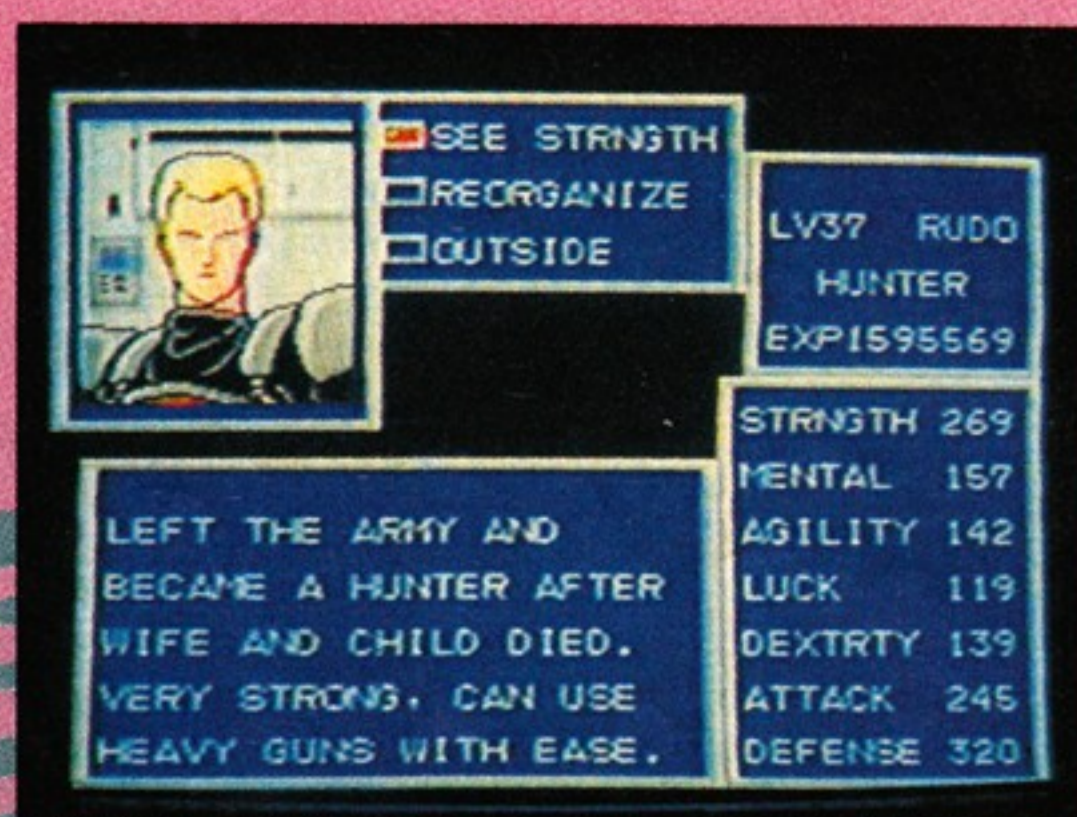 SEE STRNGTH
REORGANIZE
OUTSIDE
LV37 RUDO
HUNTER
EXP1595569
STRNGTH 269
MENTAL 157
AGILITY 142
LUCK 119
DEXTRTY 139
ATTACK 245
DEFENSE 320
LEFT THE ARMY AND
BECAME A HUNTER AFTER
WIFE AND CHILD DIED.
VERY STRONG. CAN USE
HEAVY GUNS WITH EASE.